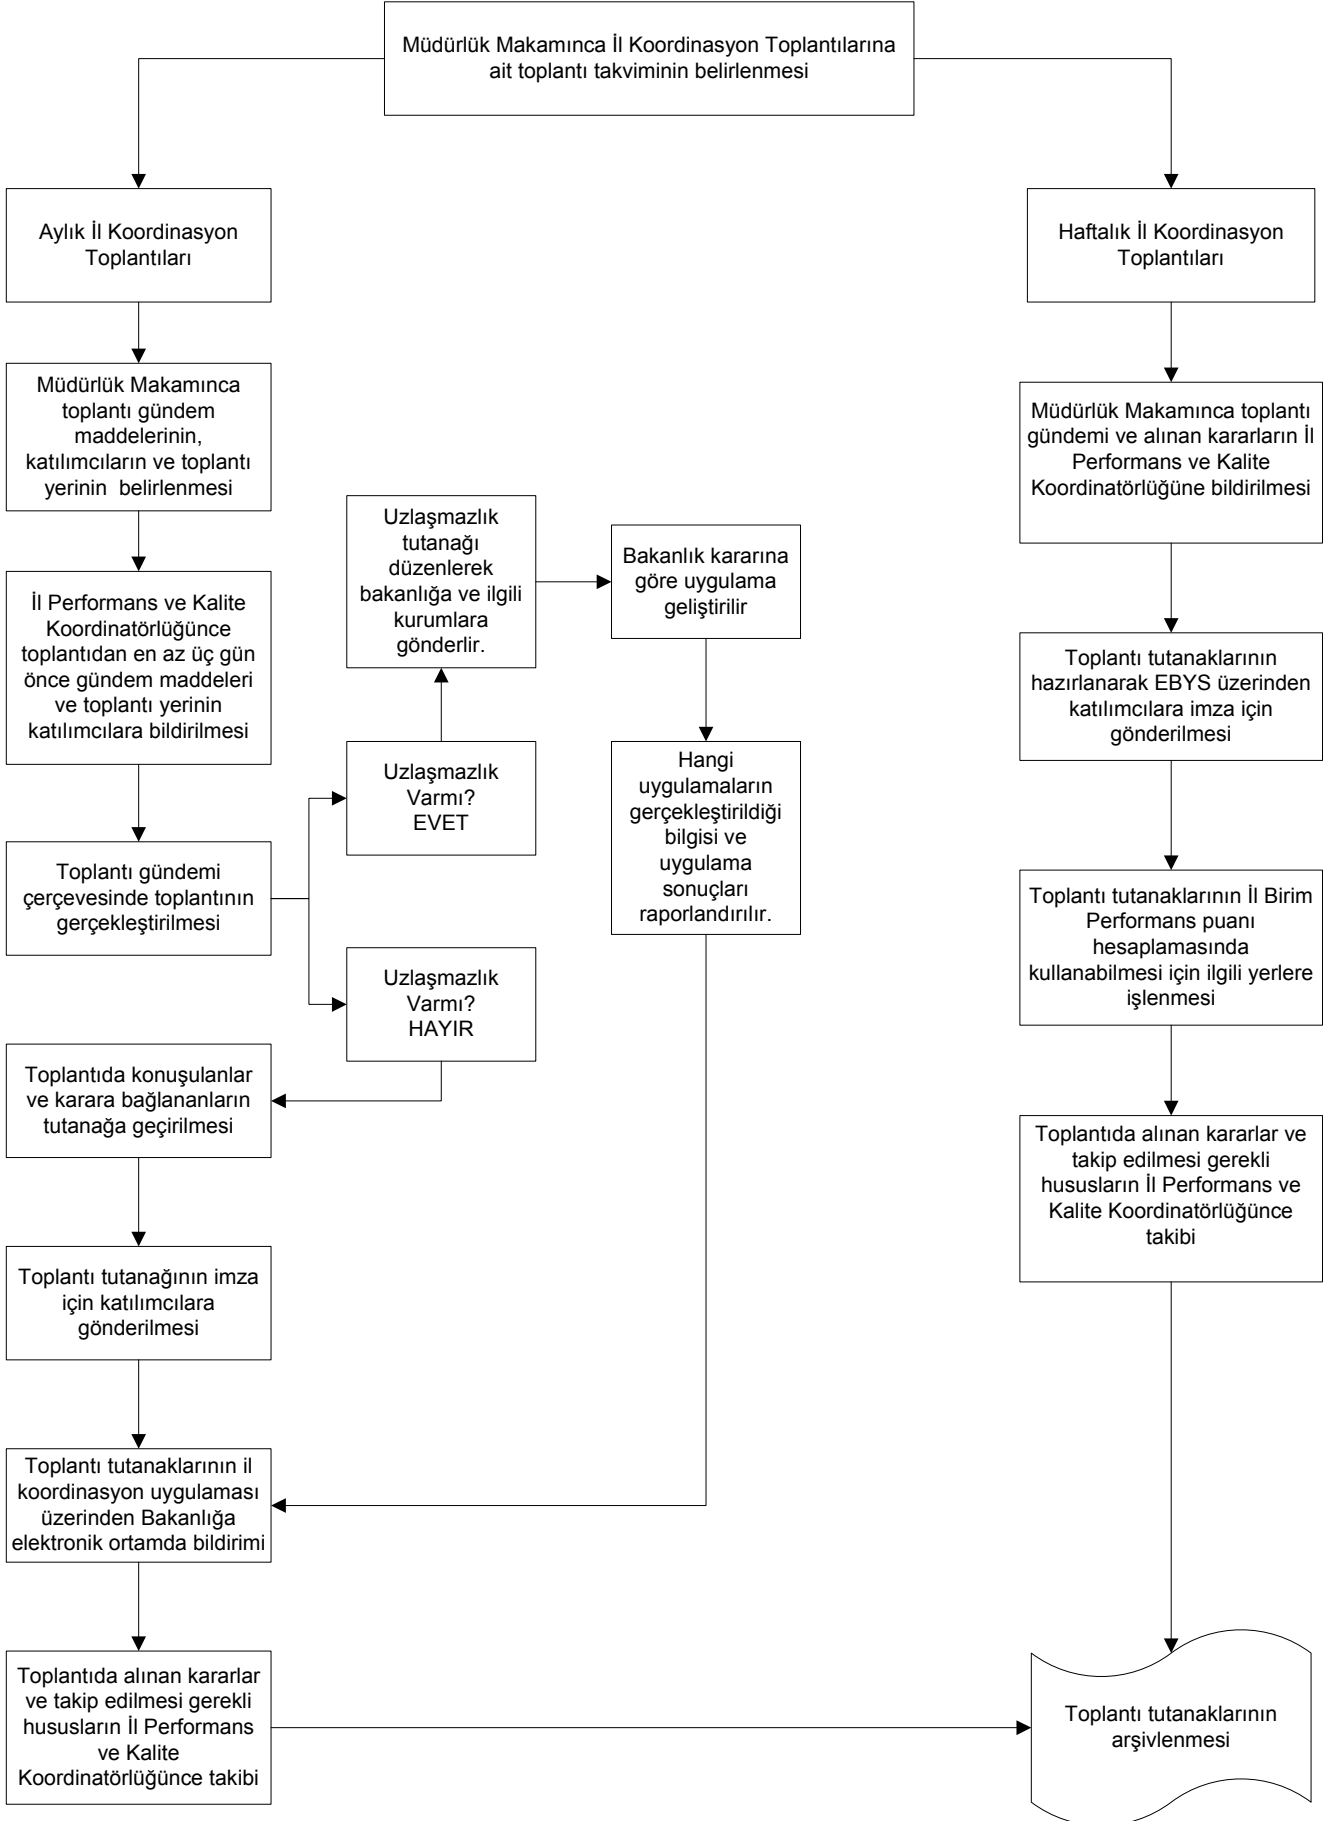 Müdürlük Makamınca İl Koordinasyon Toplantılarına
ait toplantı takviminin belirlenmesi
Aylık İl Koordinasyon
Toplantıları
Müdürlük Makamınca
toplantı gündem
maddelerinin,
katılımcıların ve toplantı
yerinin belirlenmesi
İl Performans ve Kalite
Koordinatörlüğünce
toplantıdan en az üç gün
önce gündem maddeleri
ve toplantı yerinin
katılımcılara bildirilmesi
Toplantı gündemi
çerçevesinde toplantının
gerçekleştirilmesi
Uzlaşmazlık
Varmı?
EVET
Uzlaşmazlık
tutanağı
düzenlerek
bakanlığa ve ilgili
kurumlara
gönderlir.
Bakanlık kararına
göre uygulama
geliştirilir
Hangi
uygulamaların
gerçekleştirildiği
bilgisi ve
uygulama
sonuçları
raporlandırılır.
Uzlaşmazlık
Varmı?
HAYIR
Toplantıda konuşulanlar
ve karara bağlananların
tutanağa geçirilmesi
Toplantı tutanağının imza
için katılımcılara
gönderilmesi
Toplantı tutanaklarının il
koordinasyon uygulaması
üzerinden Bakanlığa
elektronik ortamda bildirimi
Toplantıda alınan kararlar
ve takip edilmesi gerekli
hususların İl Performans
ve Kalite
Koordinatörlüğünce takibi
Haftalık İl Koordinasyon
Toplantıları
Müdürlük Makamınca toplantı
gündemi ve alınan kararların İl
Performans ve Kalite
Koordinatörlüğüne bildirilmesi
Toplantı tutanaklarının
hazırlanarak EBYS üzerinden
katılımcılara imza için
gönderilmesi
Toplantı tutanaklarının İl Birim
Performans puanı
hesaplamasında
kullanabilmesi için ilgili yerlere
işlenmesi
Toplantıda alınan kararlar ve
takip edilmesi gerekli
hususların İl Performans ve
Kalite Koordinatörlüğünce
takibi
Toplantı tutanaklarının
arşivlenmesi